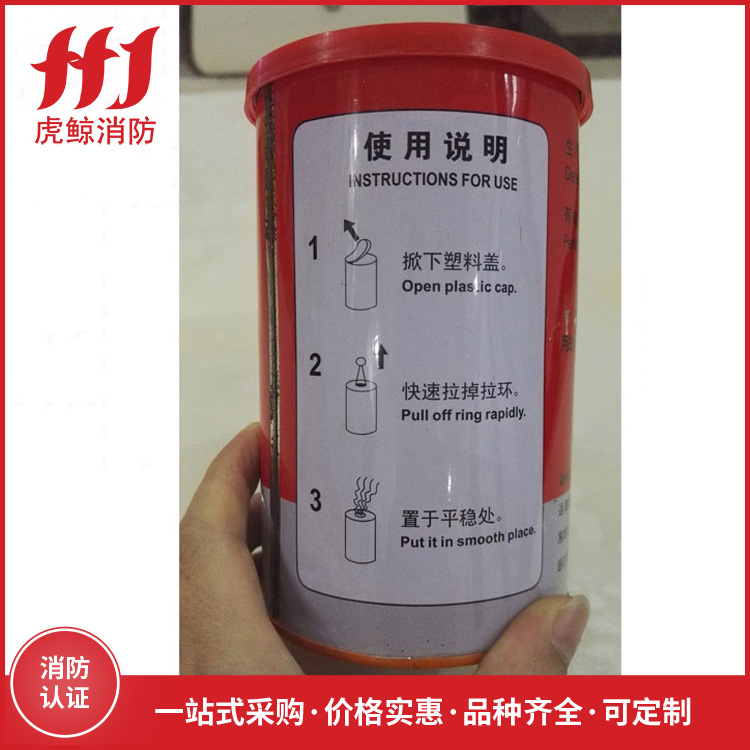 虎鲸消防
使用说明
INSTRUCTIONS FOR USE
1
掀下塑料盖。
Open plastic cap.
2
快速拉掉拉环。
Pull off ring rapidly.
3
置于平稳处。
Put it in smooth place.
生
有
消防
认证
一站式采购·价格实惠·品种齐全·可定制